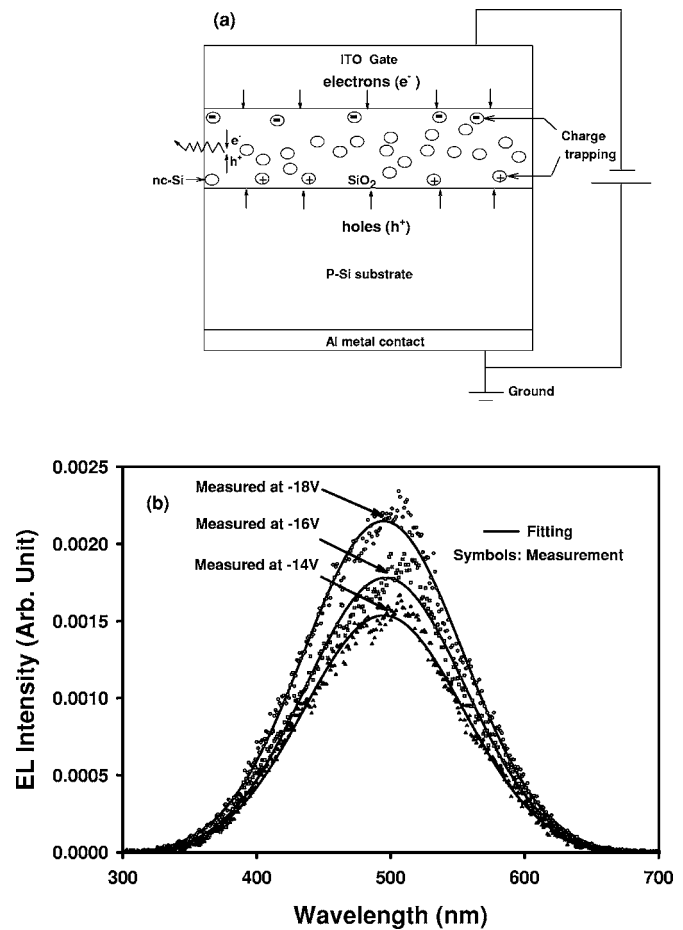 (a)
ITO Gate
electrons (e-)
e-
h+
Charge
trapping
nc-Si
SiO2
holes (h+)
P-Si substrate
Al metal contact
Ground
(b)
Measured at -18V
Measured at -16V
Measured at -14V
Fitting
Symbols: Measurement
EL Intensity (Arb. Unit)
0.0025
0.0020
0.0015
0.0010
0.0005
0.0000
300 400 500 600 700
Wavelength (nm)